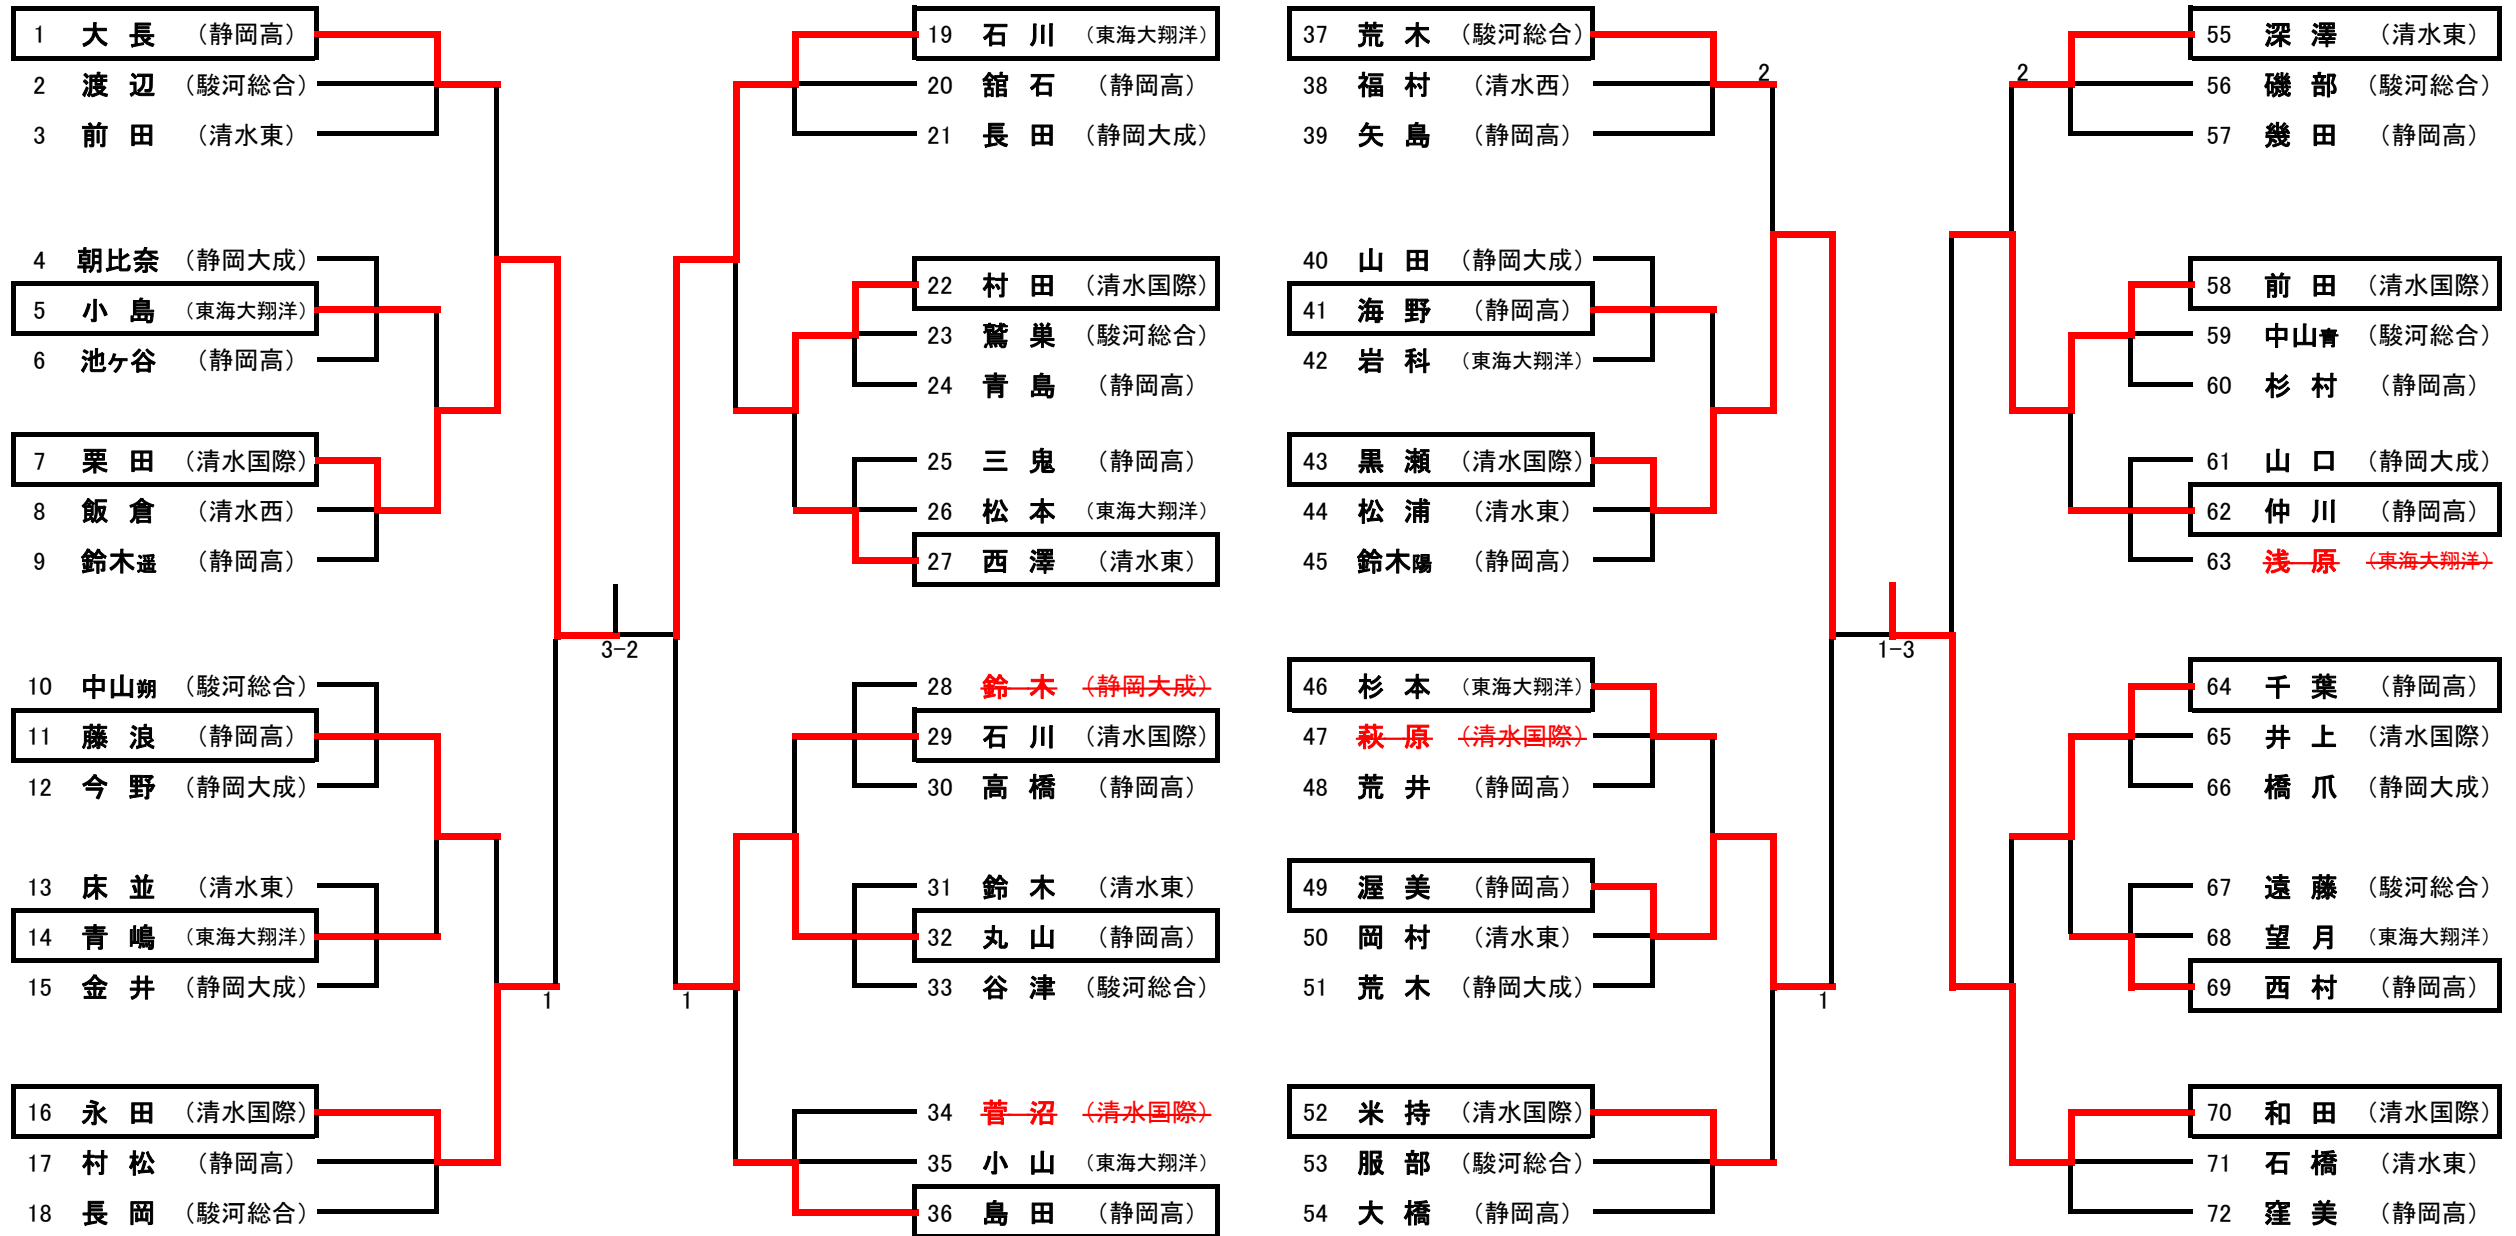 1 大長 （静岡高）
2 渡辺 （駿河総合）
3 前田 （清水東）
4 朝比奈 （静岡大成）
5 小島 （東海大翔洋）
6 池ヶ谷 （静岡高）
7 栗田 （清水国際）
8 飯倉 （清水西）
9 鈴木遥 （静岡高）
10 中山朔 （駿河総合）
11 藤浪 （静岡高）
12 今野 （静岡大成）
13 床並 （清水東）
14 青嶋 （東海大翔洋）
15 金井 （静岡大成）
16 永田 （清水国際）
17 村松 （静岡高）
18 長岡 （駿河総合）
3-2
1
1
19 石川 （東海大翔洋）
20 舘石 （静岡高）
21 長田 （静岡大成）
22 村田 （清水国際）
23 鷲巣 （駿河総合）
24 青島 （静岡高）
25 三鬼 （静岡高）
26 松本 （東海大翔洋）
27 西澤 （清水東）
28 鈴木 （静岡大成）
29 石川 （清水国際）
30 高橋 （静岡高）
31 鈴木 （清水東）
32 丸山 （静岡高）
33 谷津 （駿河総合）
34 菅沼 （清水国際）
35 小山 （東海大翔洋）
36 島田 （静岡高）
37 荒木 （駿河総合）
38 福村 （清水西）
39 矢島 （静岡高）
40 山田 （静岡大成）
41 海野 （静岡高）
42 岩科 （東海大翔洋）
43 黒瀬 （清水国際）
44 松浦 （清水東）
45 鈴木陽 （静岡高）
46 杉本 （東海大翔洋）
47 萩原 （清水国際）
48 荒井 （静岡高）
49 渥美 （静岡高）
50 岡村 （清水東）
51 荒木 （静岡大成）
52 米持 （清水国際）
53 服部 （駿河総合）
54 大橋 （静岡高）
2
2
1-3
1
55 深澤 （清水東）
56 磯部 （駿河総合）
57 幾田 （静岡高）
58 前田 （清水国際）
59 中山青 （駿河総合）
60 杉村 （静岡高）
61 山口 （静岡大成）
62 仲川 （静岡高）
63 浅原 （東海大翔洋）
64 千葉 （静岡高）
65 井上 （清水国際）
66 橋爪 （静岡大成）
67 遠藤 （駿河総合）
68 望月 （東海大翔洋）
69 西村 （静岡高）
70 和田 （清水国際）
71 石橋 （清水東）
72 窪美 （静岡高）